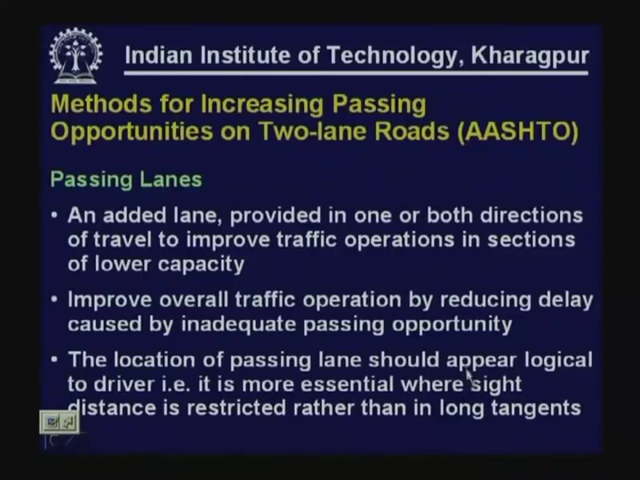 Indian Institute of Technology, Kharagpur
Methods for Increasing Passing
Opportunities on Two-lane Roads (AASHTO)
Passing Lanes
• An added lane, provided in one or both directions
of travel to improve traffic operations in sections
of lower capacity
• Improve overall traffic operation by reducing delay
caused by inadequate passing opportunity
• The location of passing lane should appear logical
to driver i.e. it is more essential where sight
distance is restricted rather than in long tangents